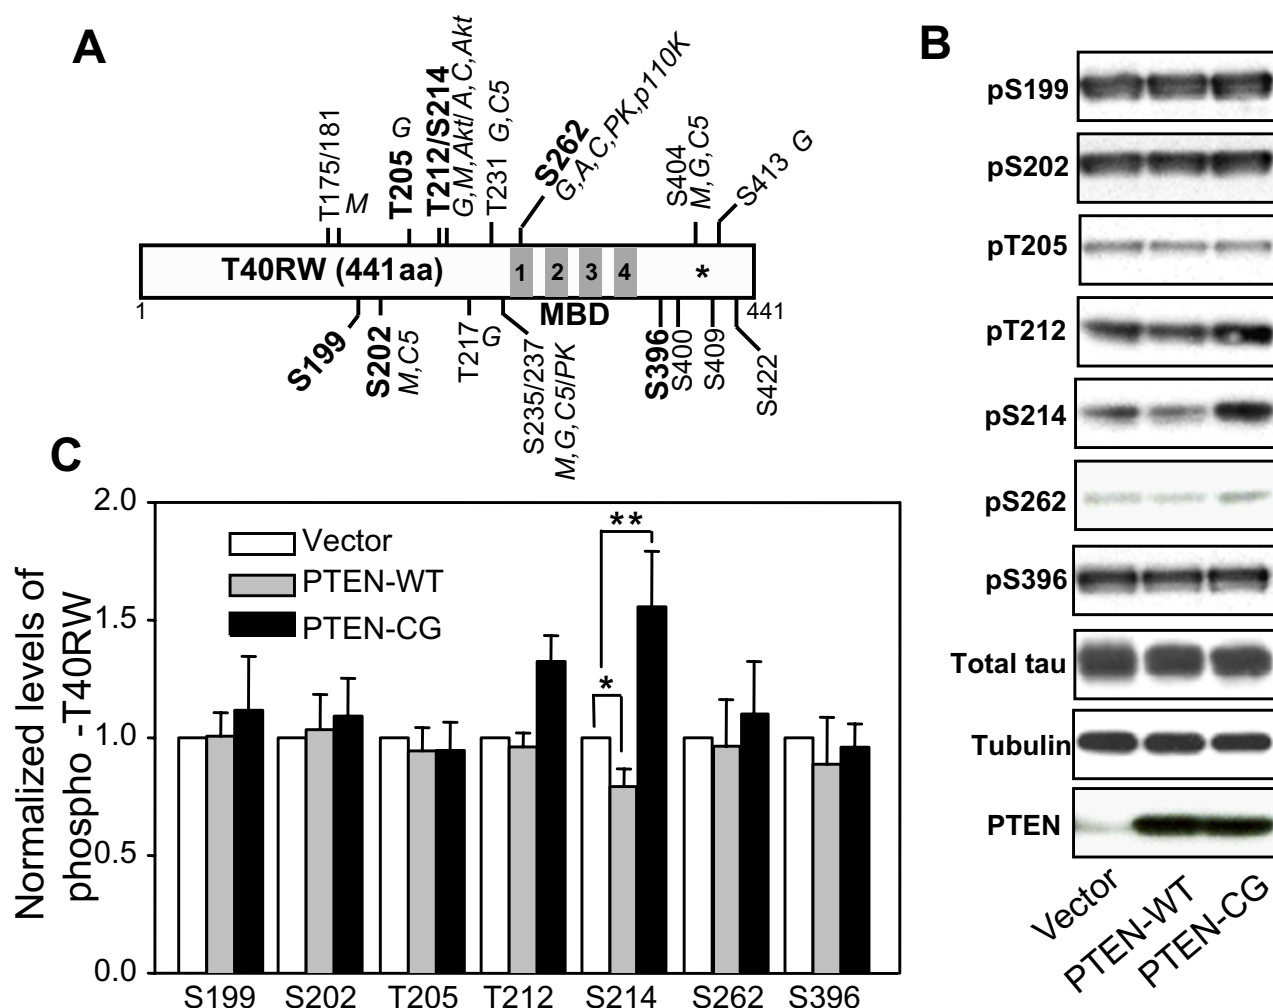 A
T175/181
M
T205 G
T212/S214
G,M,Akt/A,C,Akt
T231 G,C5
S262
G,A,C,PK,p110K
S404
M,G,C5
S413 G
T40RW (441aa)
1 2 3 4
*
1
MBD
441
S199
S202
M,C5
T217
G
S235/237
M,G,C5/PK
S396
S400
S409
S422
B
pS199
pS202
pT205
pT212
pS214
pS262
pS396
Total tau
Tubulin
PTEN
Vector
PTEN-WT
PTEN-CG
C
Normalized levels of
phospho -T40RW
2.0
1.5
1.0
0.5
0.0
Vector
PTEN-WT
PTEN-CG
**
*
S199 S202 T205 T212 S214 S262 S396